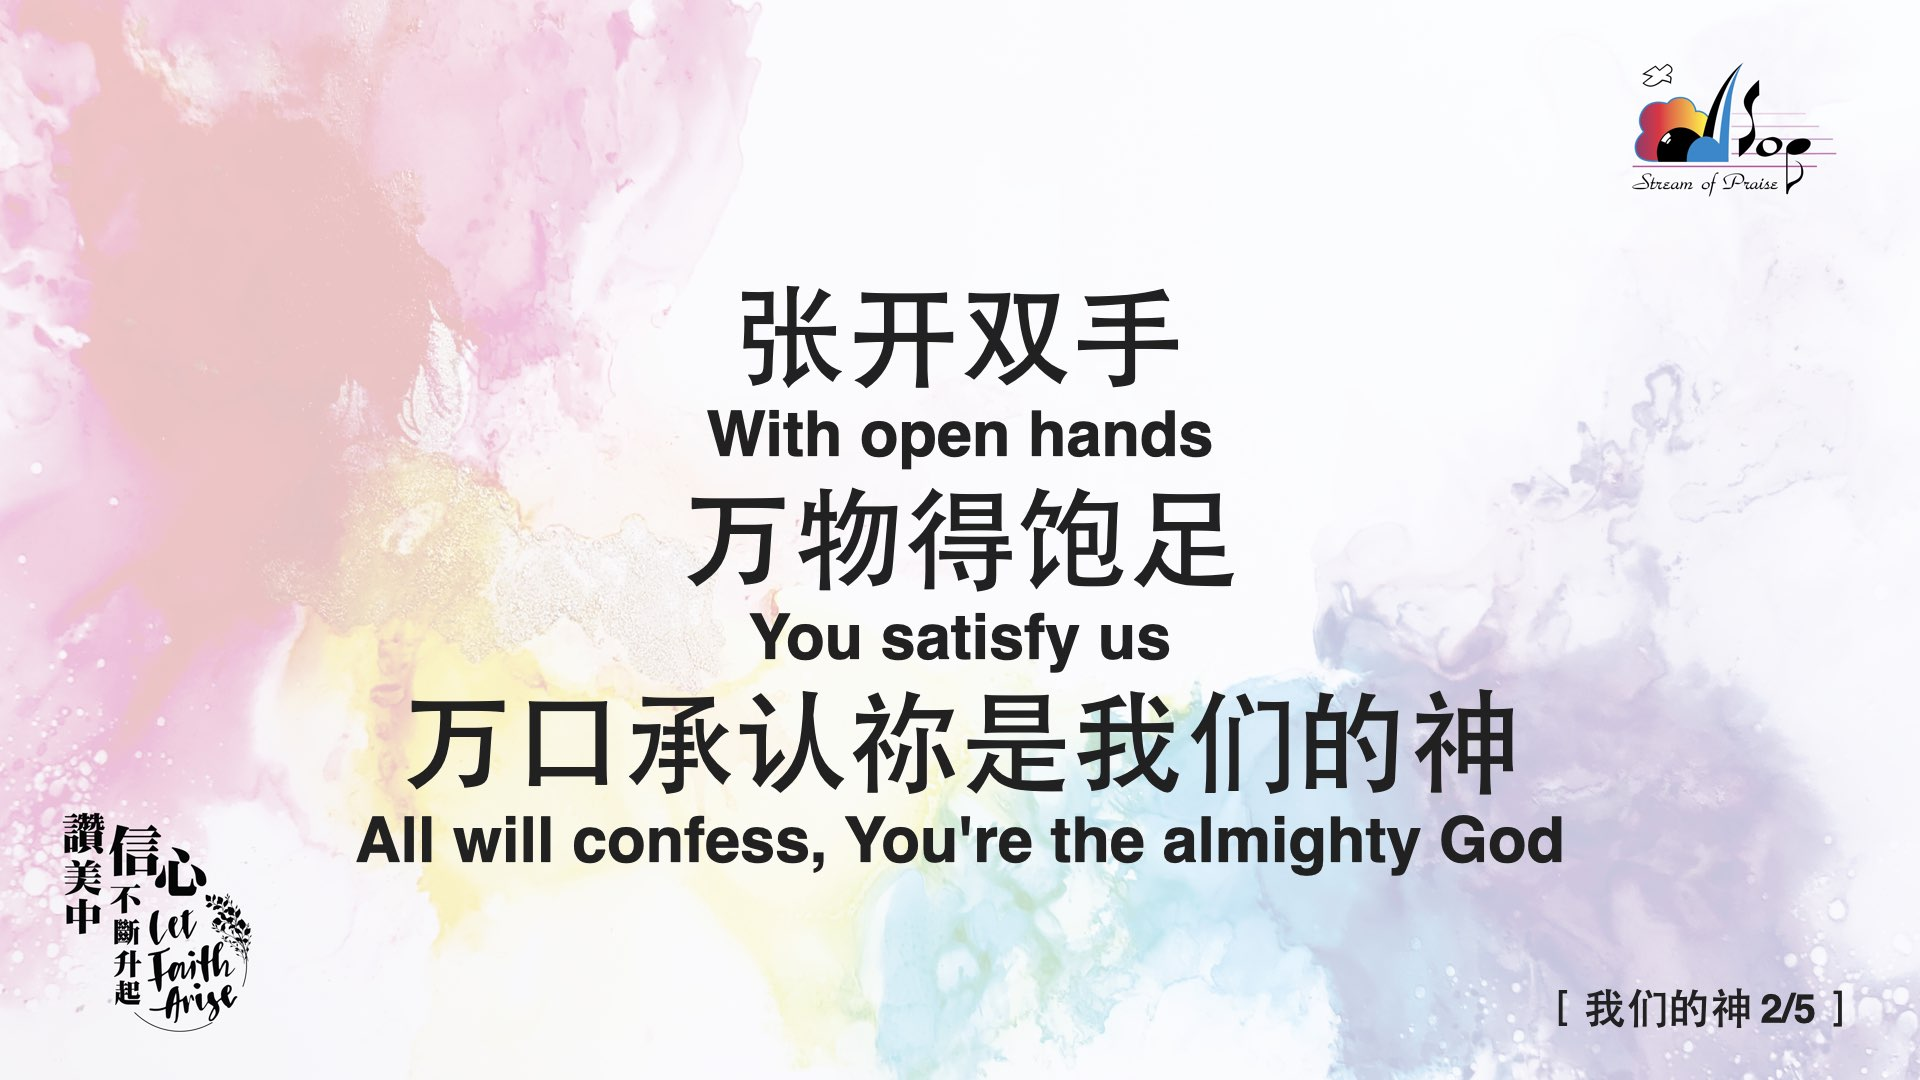 SOP
Stream of Praise
张开双手
With open hands
万物得饱足
You satisfy us
万口承认祢是我们的神
All will confess, You're the almighty God
讚美中
信心
不斷升起
Let
Faith
Arise
[ 我们的神 2/5 ]